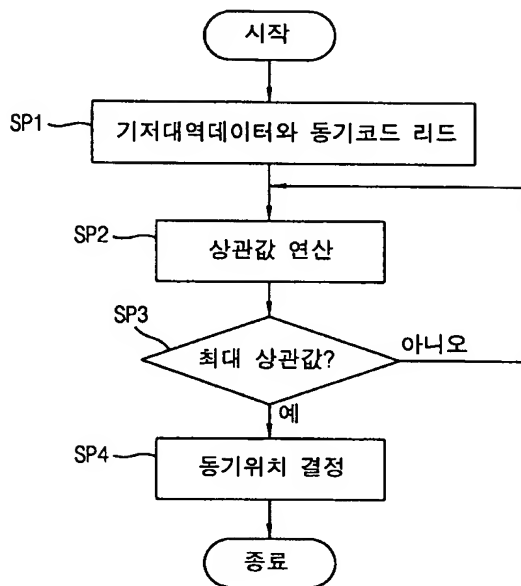 시작
SP1
기저대역데이터와 동기코드 리드
SP2
상관값 연산
SP3
최대 상관값?
아니오
예
SP4
동기위치 결정
종료